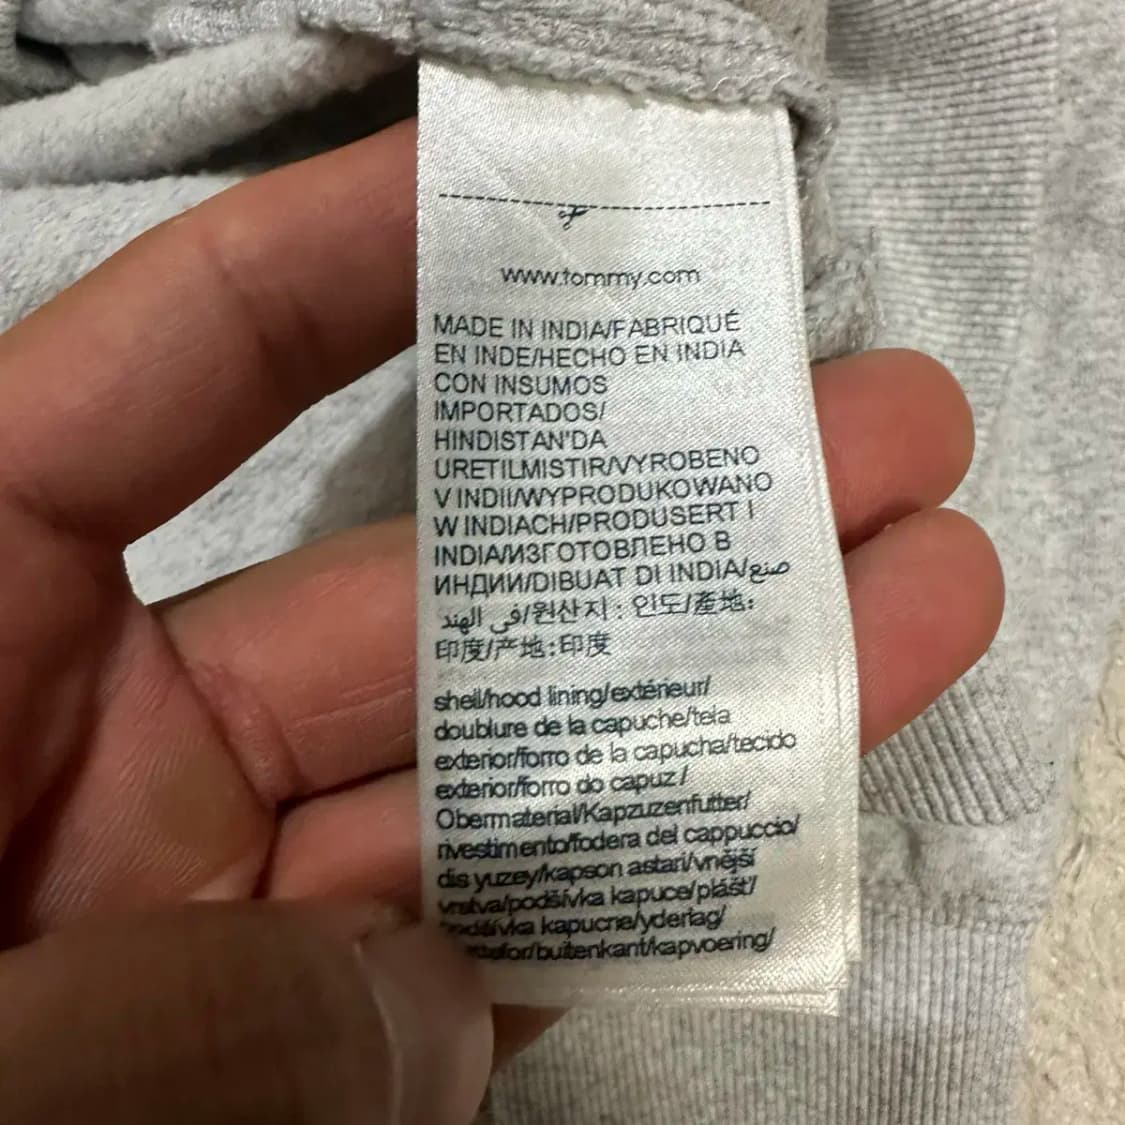 www.tommy.com
MADE IN INDIA/FABRIQUÉ
EN INDE/HECHO EN INDIA
CON INSUMOS
IMPORTADOS/
HINDISTAN'DA
URETILMISTIR/VYROBENO
V INDII/WYPRODUKOWANO
W INDIACH/PRODUSERT I
INDIA/ИЗГОТОВЛЕНО В
ИНДИИ/DIBUAT DI INDIA/صنع
في الهند/원산지 : 인도/產地:
印度/产地:印度
shell/hood lining/extérieur/
doublure de la capuche/tela
exterior/forro de la capucha/tecido
exterior/forro do capuz /
Obermaterial/Kapzuzenfutter/
rivestimento/fodera del cappuccio/
dis yuzey/kapson astari/vnější
vrstva/podšívka kapuce/plášť/
kapucne/yderlag/
buitenkant/kapvoering/